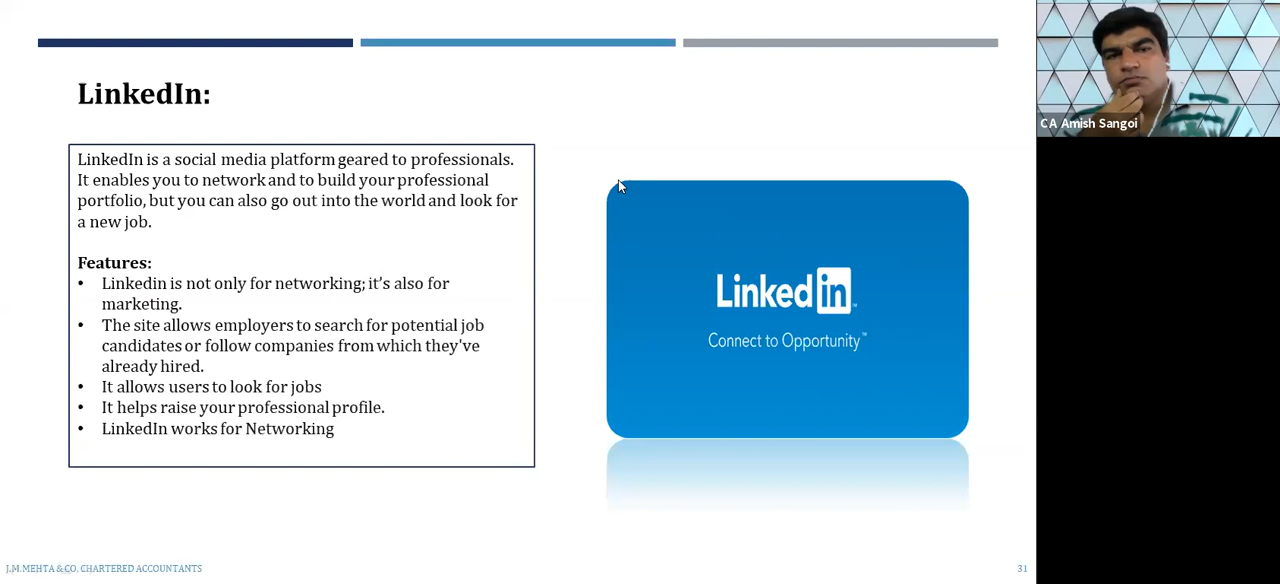 LinkedIn:
LinkedIn is a social media platform geared to professionals.
It enables you to network and to build your professional
portfolio, but you can also go out into the world and look for
a new job.
Features:
• Linkedin is not only for networking; it's also for
marketing.
• The site allows employers to search for potential job
candidates or follow companies from which they've
already hired.
• It allows users to look for jobs
• It helps raise your professional profile.
• LinkedIn works for Networking
Linked in™
Connect to Opportunity™
CA Amish Sangoi
J.M.MEHTA & CO. CHARTERED ACCOUNTANTS
31